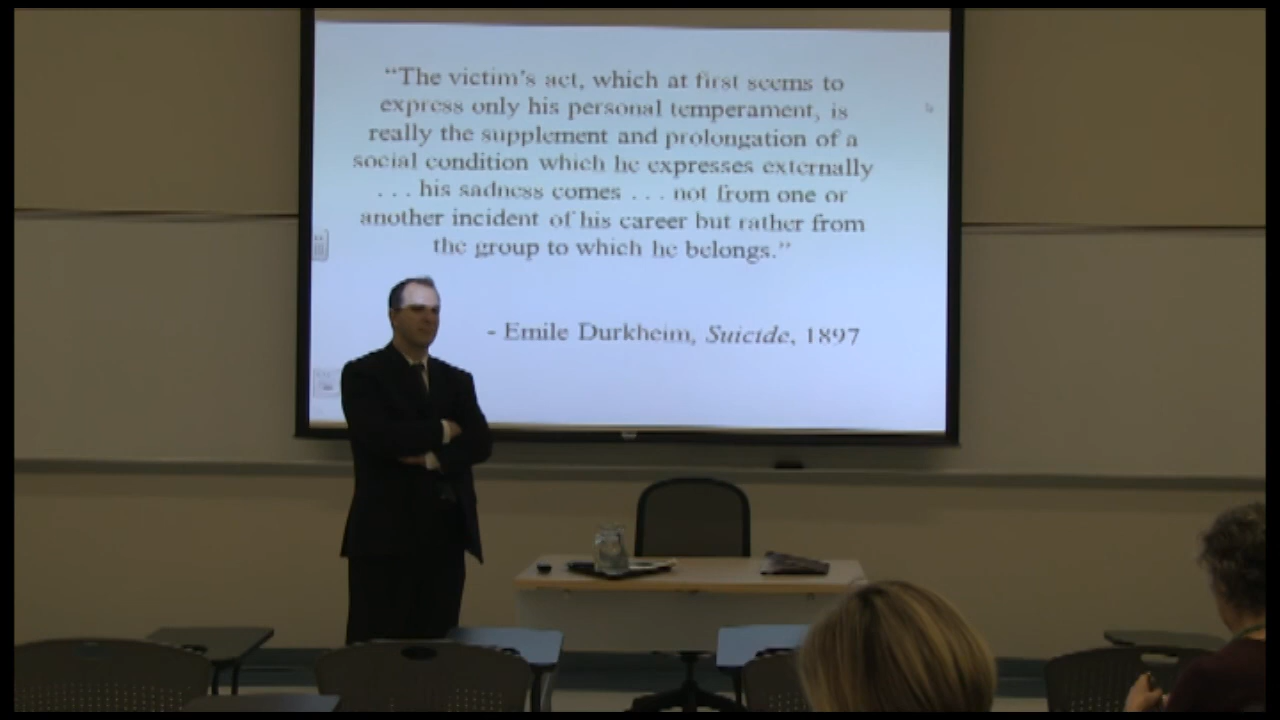 “The victim’s act, which at first seems to
express only his personal temperament, is
really the supplement and prolongation of a
social condition which he expresses externally
. . . his sadness comes . . . not from one or
another incident of his career but rather from
the group to which he belongs.”
- Emile Durkheim, Suicide, 1897